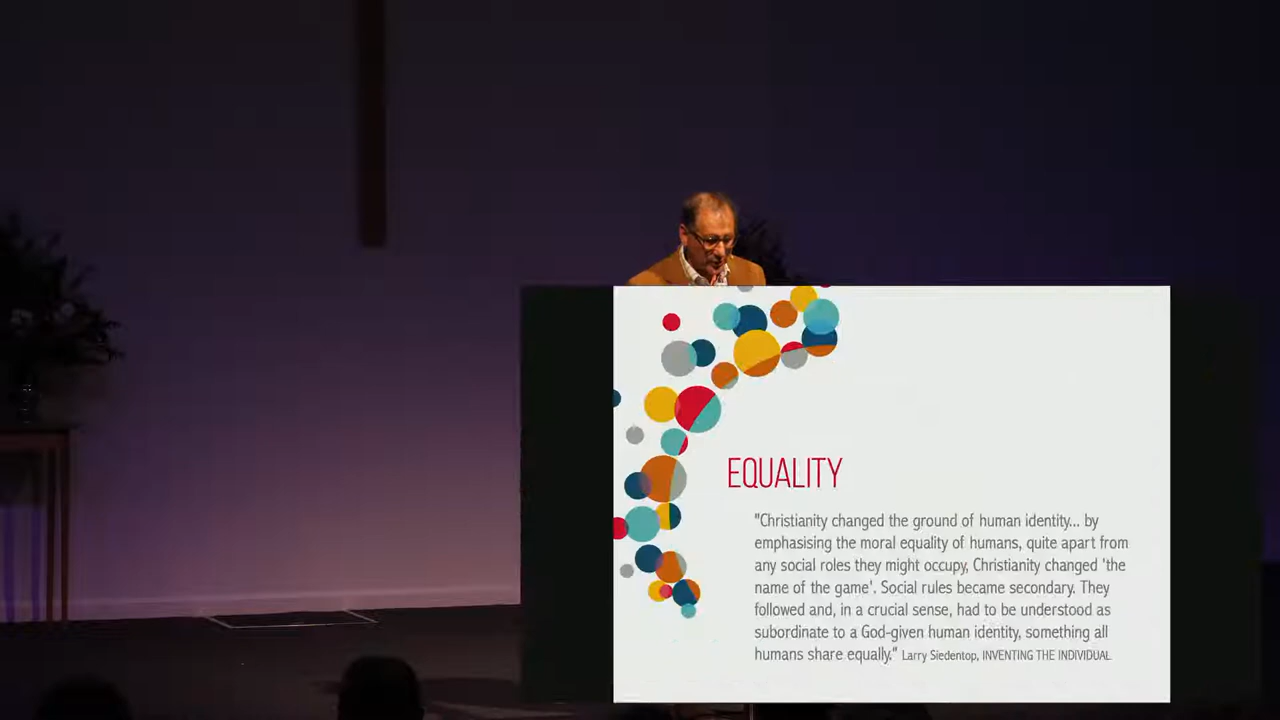 EQUALITY
"Christianity changed the ground of human identity... by
emphasising the moral equality of humans, quite apart from
any social roles they might occupy, Christianity changed 'the
name of the game'. Social rules became secondary. They
followed and, in a crucial sense, had to be understood as
subordinate to a God-given human identity, something all
humans share equally." Larry Siedentop, INVENTING THE INDIVIDUAL